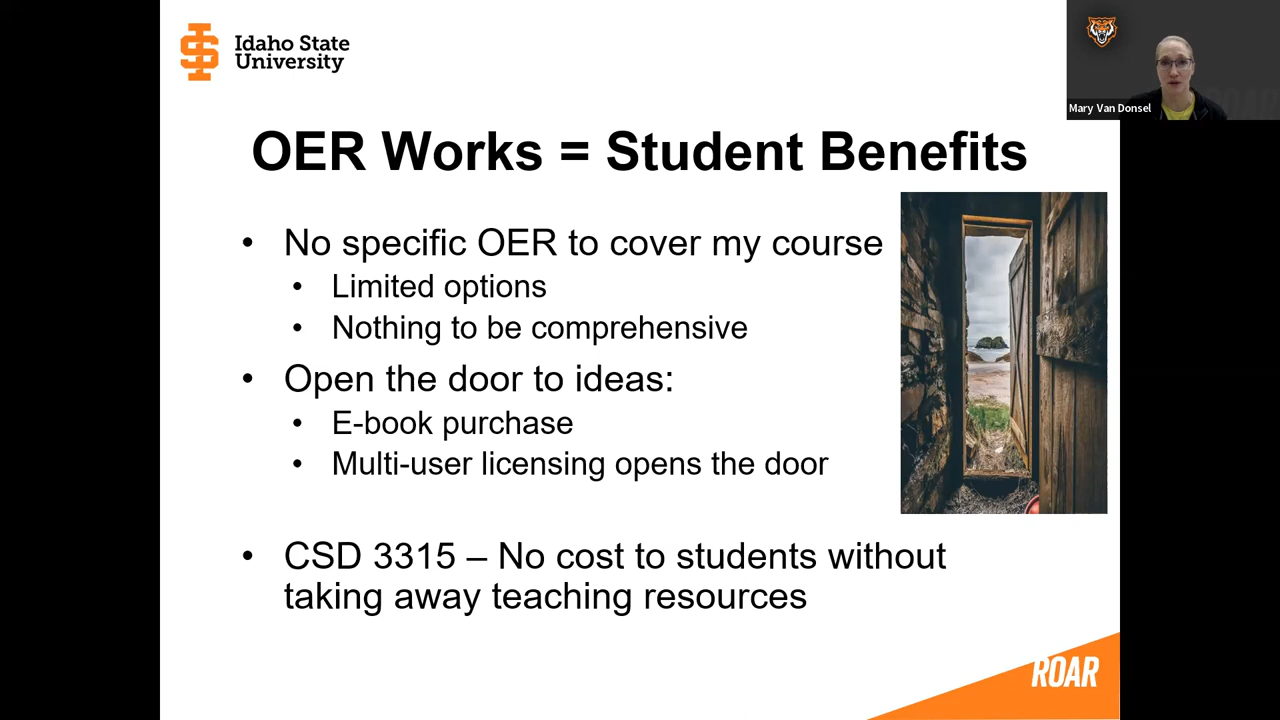 Idaho State
University
Mary Van Donsel
OER Works = Student Benefits
• No specific OER to cover my course
• Limited options
• Nothing to be comprehensive
• Open the door to ideas:
• E-book purchase
• Multi-user licensing opens the door
• CSD 3315 – No cost to students without
taking away teaching resources
ROAR